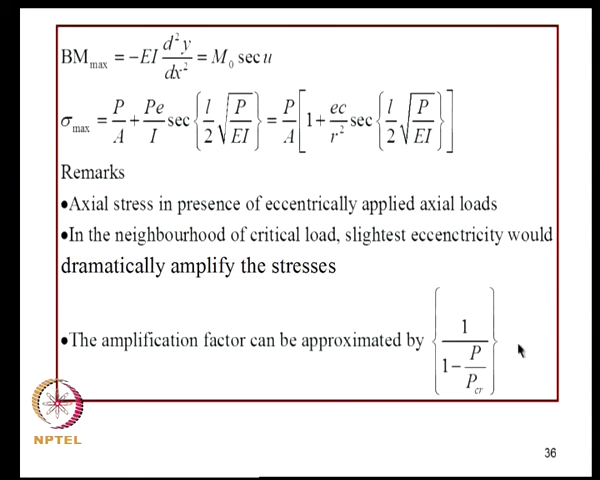 BM_max = -EI d²y/dx² = M_0 sec u
σ_max = P/A + Pe/I sec{l/2 √(P/EI)} = P/A [1 + ec/r² sec{l/2 √(P/EI)}]
Remarks
•Axial stress in presence of eccentrically applied axial loads
•In the neighbourhood of critical load, slightest eccenctricity would
dramatically amplify the stresses
•The amplification factor can be approximated by {1/(1-P/P_cr)}
NPTEL
36